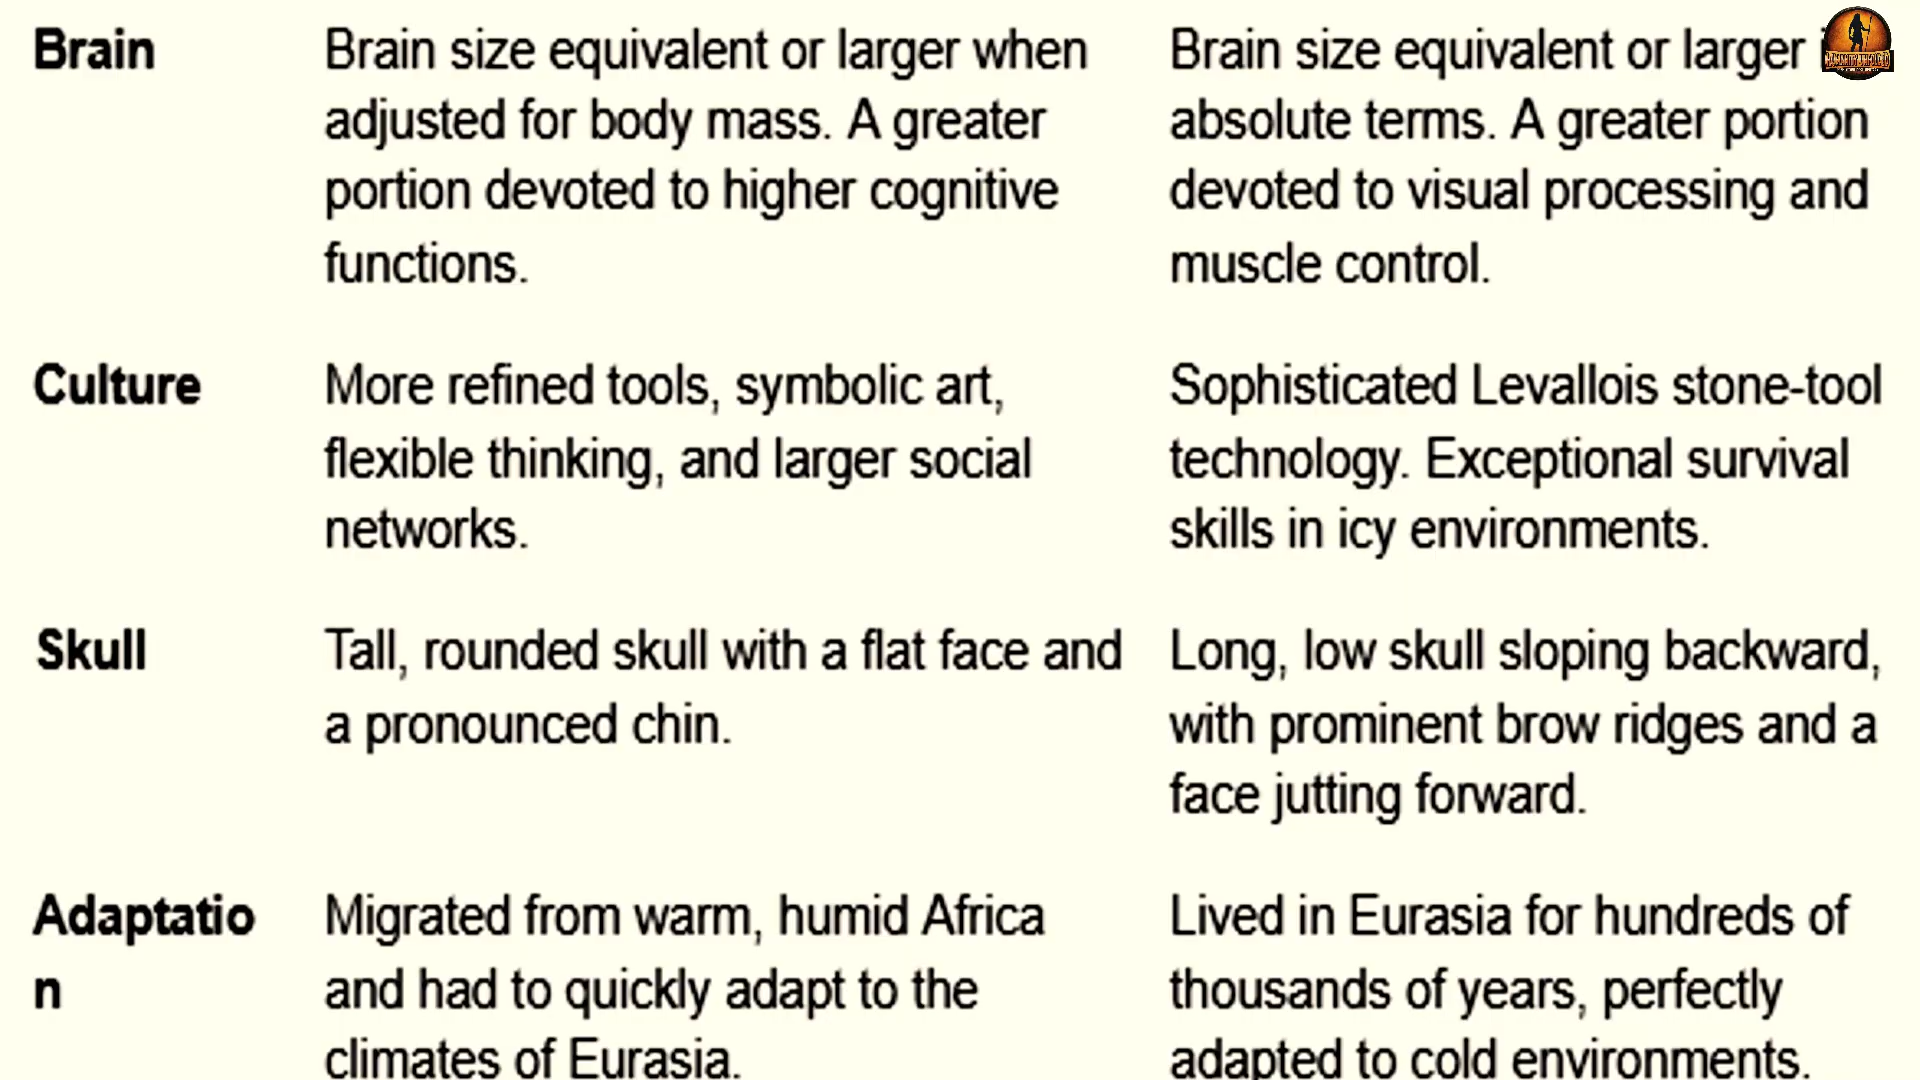 Brain
Brain size equivalent or larger when
adjusted for body mass. A greater
portion devoted to higher cognitive
functions.
Brain size equivalent or larger
absolute terms. A greater portion
devoted to visual processing and
muscle control.
Culture
More refined tools, symbolic art,
flexible thinking, and larger social
networks.
Sophisticated Levallois stone-tool
technology. Exceptional survival
skills in icy environments.
Skull
Tall, rounded skull with a flat face and
a pronounced chin.
Long, low skull sloping backward,
with prominent brow ridges and a
face jutting forward.
Adaptatio
n
Migrated from warm, humid Africa
and had to quickly adapt to the
climates of Eurasia.
Lived in Eurasia for hundreds of
thousands of years, perfectly
adapted to cold environments.